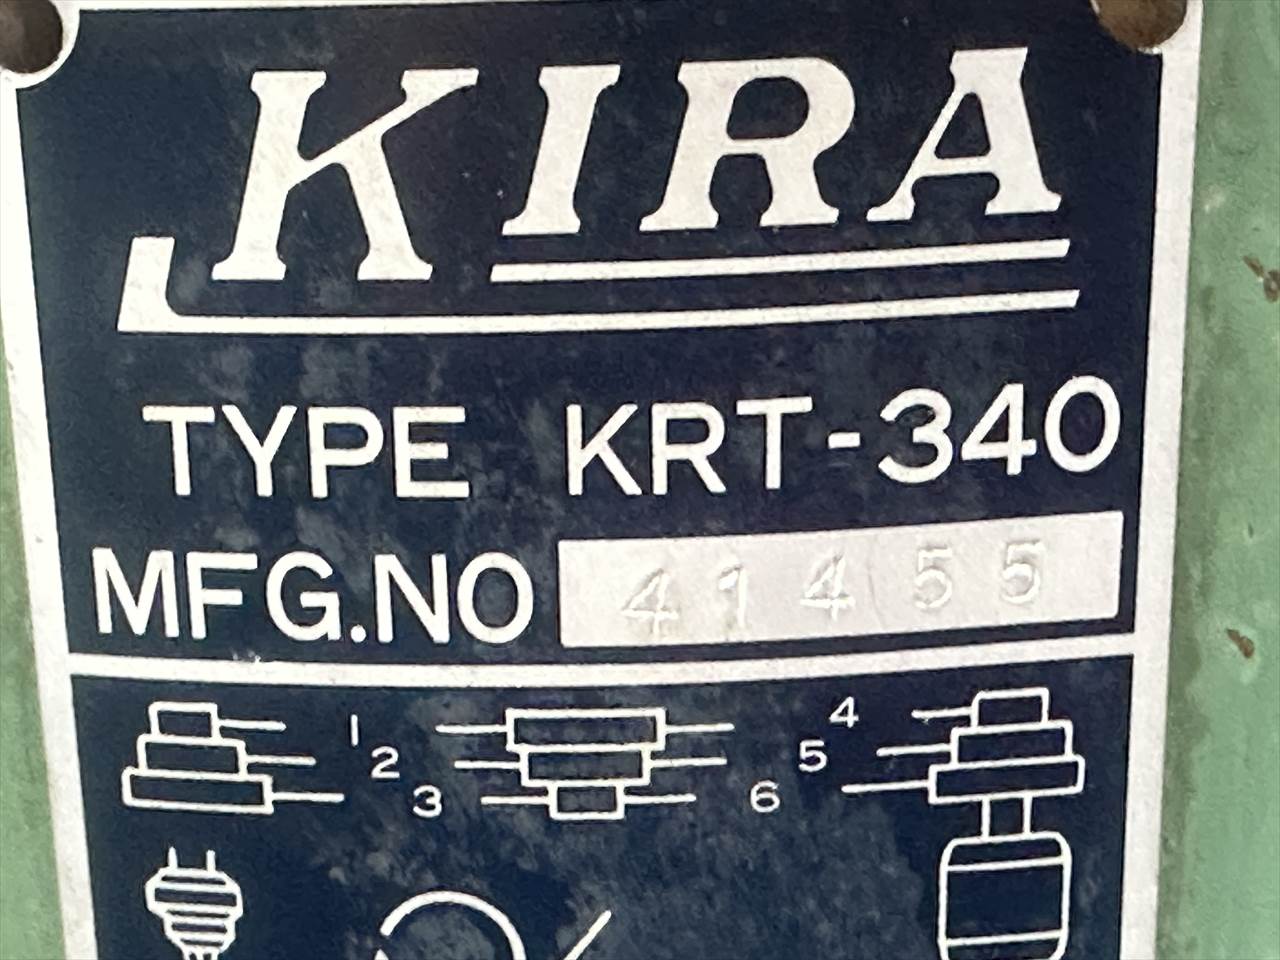 KIRA
TYPE KRT-340
MFG.NO 41455
1 4
2 5
3 6